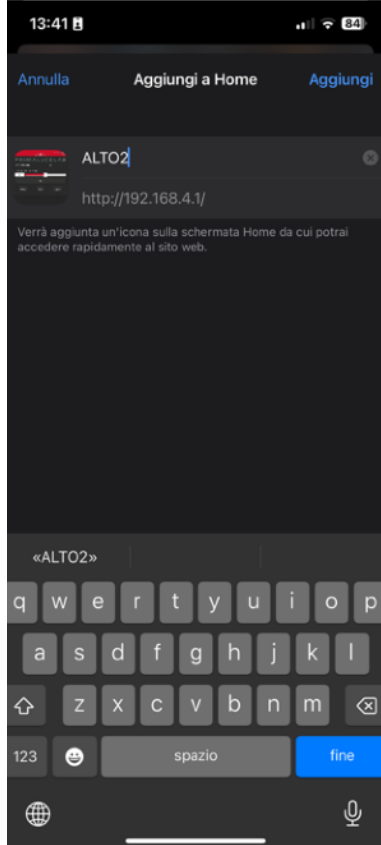 13:41
84
Annulla Aggiungi a Home Aggiungi
ALTO2
http://192.168.4.1/
Verrà aggiunta un'icona sulla schermata Home da cui potrai
accedere rapidamente al sito web.
«ALTO2»
q w e r t y u i o p
a s d f g h j k l
z x c v b n m
123 spazio fine